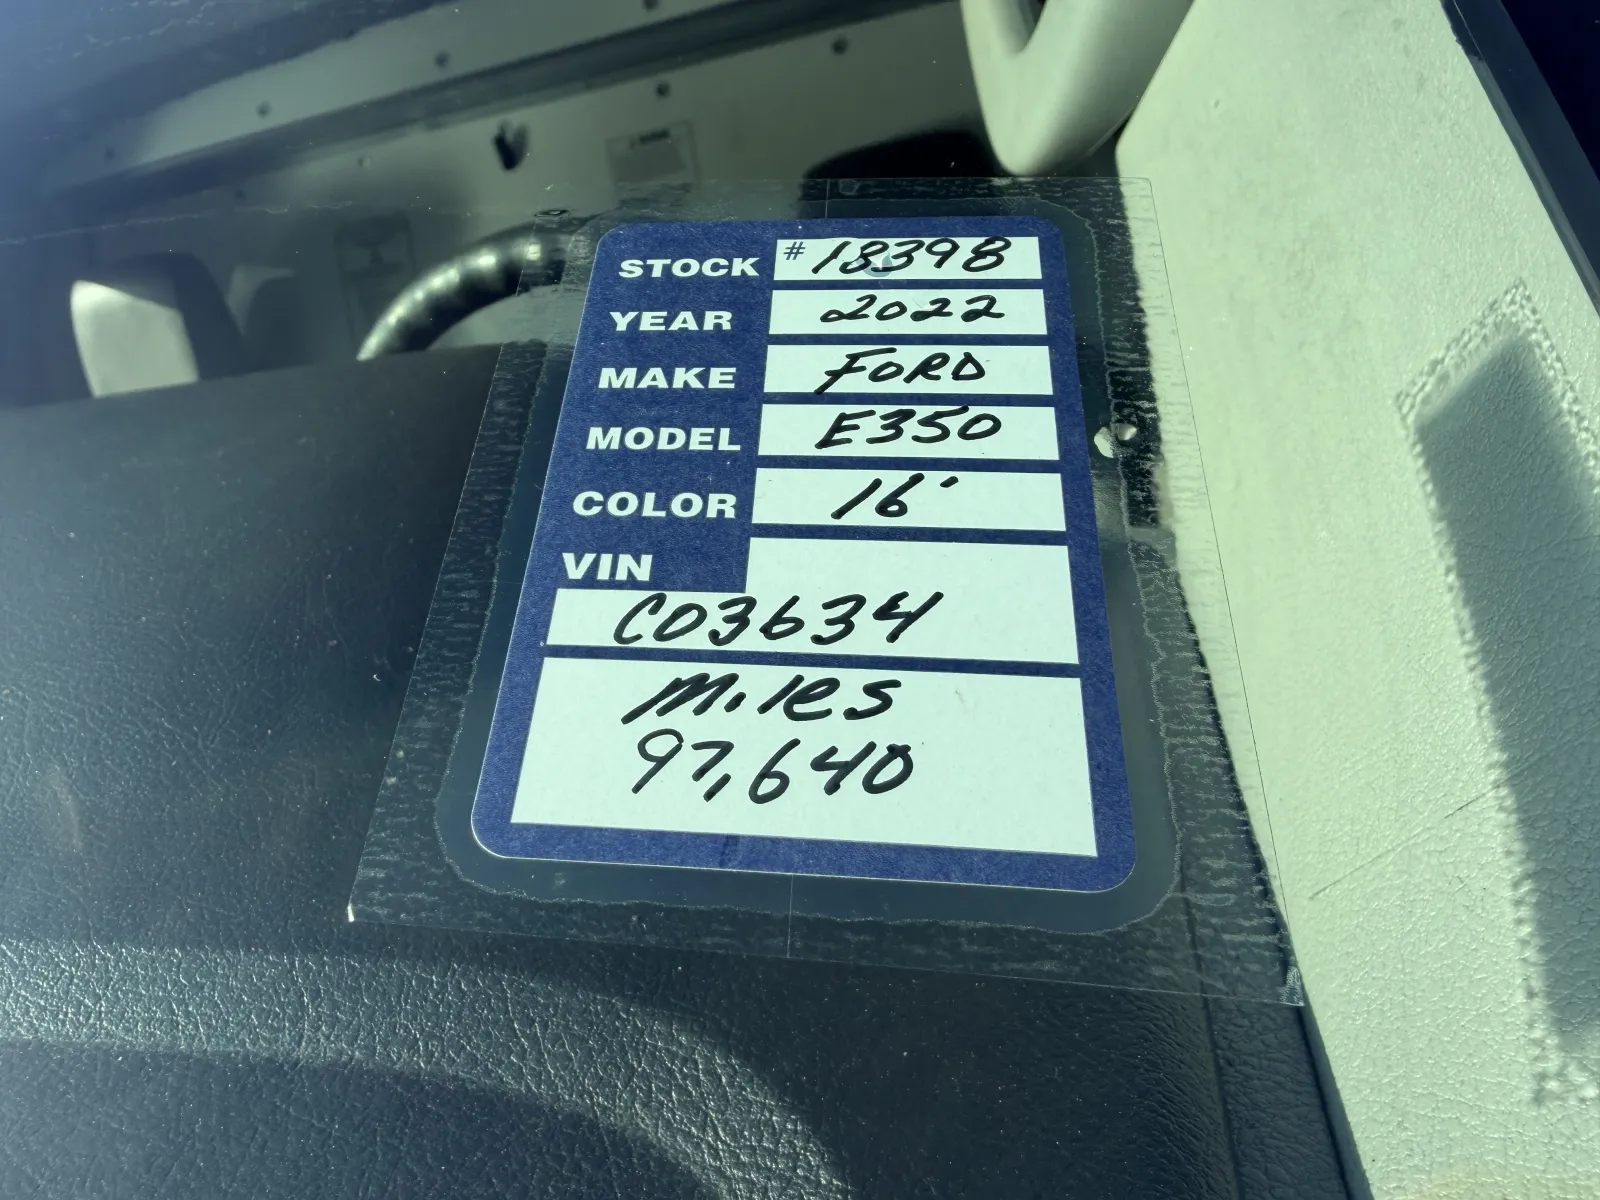 STOCK #18398
YEAR 2022
MAKE FORD
MODEL E350
COLOR 16'
VIN
C03634
Miles
97,640